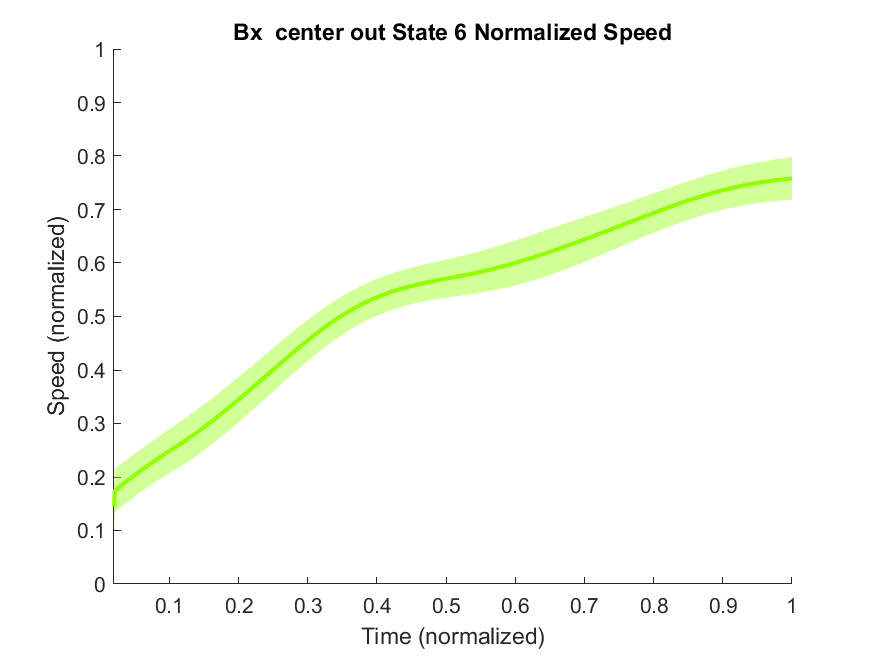 Bx  center out State 6 Normalized Speed
1
0.9
0.8
0.7
0.6
0.5
0.4
0.3
0.2
0.1
0
Speed (normalized)
0.1 0.2 0.3 0.4 0.5 0.6 0.7 0.8 0.9 1
Time (normalized)